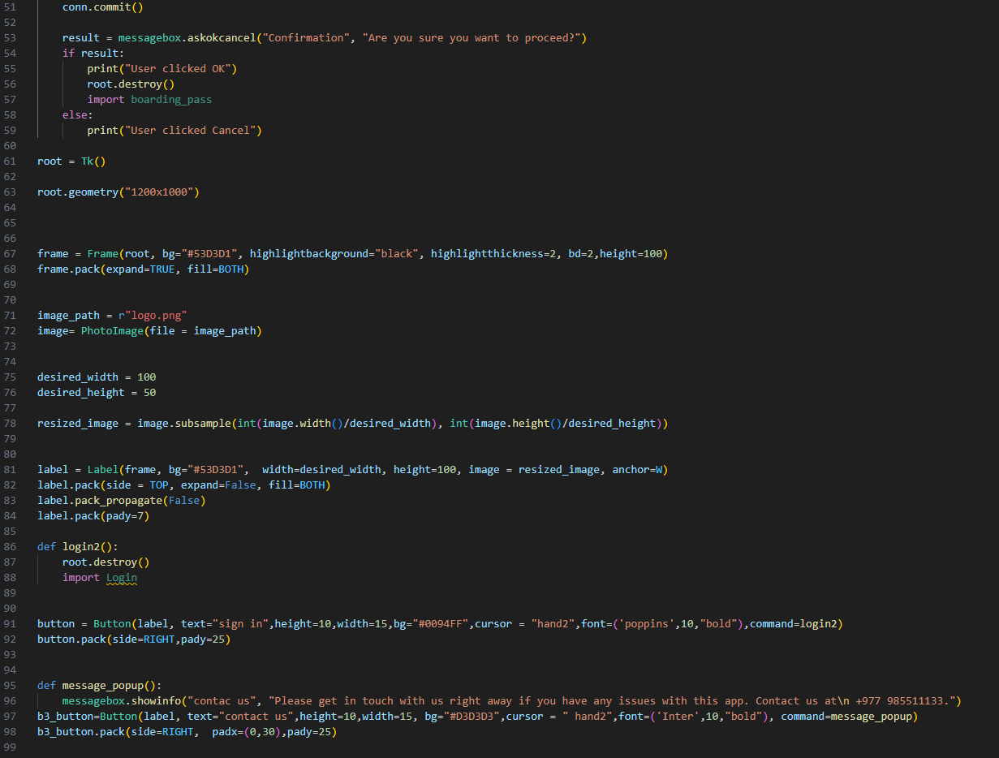 51 conn.commit()
52
53 result = messagebox.askokcancel("Confirmation", "Are you sure you want to proceed?")
54 if result:
55 print("User clicked OK")
56 root.destroy()
57 import boarding_pass
58 else:
59 print("User clicked Cancel")
60
61 root = Tk()
62
63 root.geometry("1200x1000")
64
65
66
67 frame = Frame(root, bg="#53D3D1", highlightbackground="black", highlightthickness=2, bd=2,height=100)
68 frame.pack(expand=TRUE, fill=BOTH)
69
70
71 image_path = r"logo.png"
72 image= PhotoImage(file = image_path)
73
74
75 desired_width = 100
76 desired_height = 50
77
78 resized_image = image.subsample(int(image.width()/desired_width), int(image.height()/desired_height))
79
80
81 label = Label(frame, bg="#53D3D1",  width=desired_width, height=100, image = resized_image, anchor=W)
82 label.pack(side = TOP, expand=False, fill=BOTH)
83 label.pack_propagate(False)
84 label.pack(pady=7)
85
86 def login2():
87 root.destroy()
88 import Login
89
90
91 button = Button(label, text="sign in",height=10,width=15,bg="#0094FF",cursor = "hand2",font=('poppins',10,"bold"),command=login2)
92 button.pack(side=RIGHT,pady=25)
93
94
95 def message_popup():
96 messagebox.showinfo("contac us", "Please get in touch with us right away if you have any issues with this app. Contact us at\n +977 985511133.")
97 b3_button=Button(label, text="contact us",height=10,width=15, bg="#D3D3D3",cursor = " hand2",font=('Inter',10,"bold"), command=message_popup)
98 b3_button.pack(side=RIGHT,  padx=(0,30),pady=25)
99